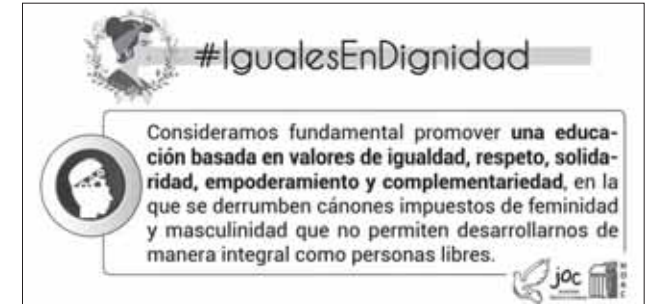 #IgualesEnDignidad
Consideramos fundamental promover una educa-
ción basada en valores de igualdad, respeto, solida-
ridad, empoderamiento y complementariedad, en la
que se derrumben cánones impuestos de feminidad
y masculinidad que no permiten desarrollarnos de
manera integral como personas libres.
joc
HOAC